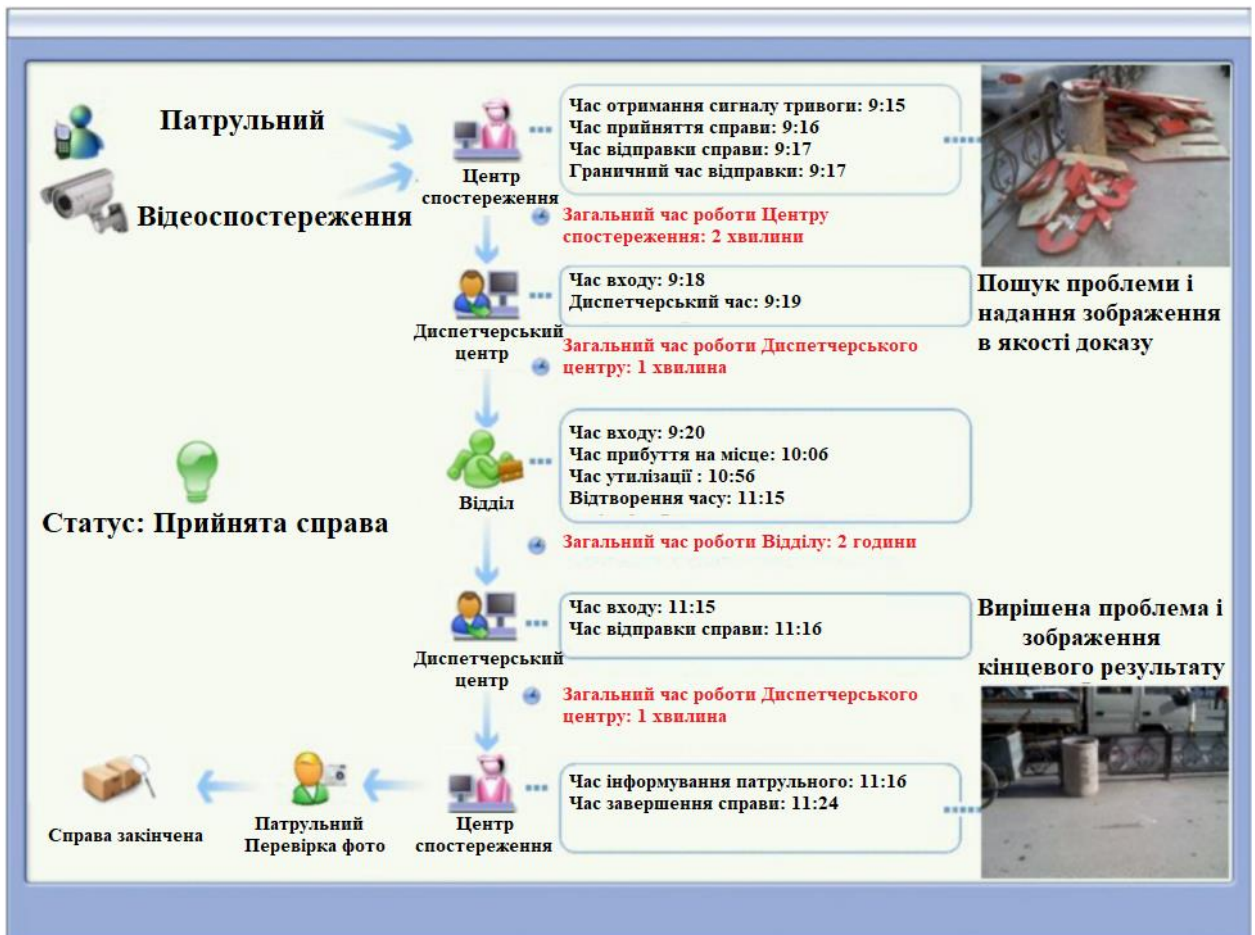 Патрульний
Відеоспостереження
Центр
спостереження
Час отримання сигналу тривоги: 9:15
Час прийняття справи: 9:16
Час відправки справи: 9:17
Граничний час відправки: 9:17
Загальний час роботи Центру
спостереження: 2 хвилини
Пошук проблеми і
надання зображення
в якості доказу
Диспетчерський
центр
Час входу: 9:18
Диспетчерський час: 9:19
Загальний час роботи Диспетчерського
центру: 1 хвилина
Відділ
Час входу: 9:20
Час прибуття на місце: 10:06
Час утилізації : 10:56
Відтворення часу: 11:15
Статус: Прийнята справа
Загальний час роботи Відділу: 2 години
Диспетчерський
центр
Час входу: 11:15
Час відправки справи: 11:16
Загальний час роботи Диспетчерського
центру: 1 хвилина
Вирішена проблема і
зображення
кінцевого результату
Центр
спостереження
Час інформування патрульного: 11:16
Час завершення справи: 11:24
Патрульний
Перевірка фото
Справа закінчена